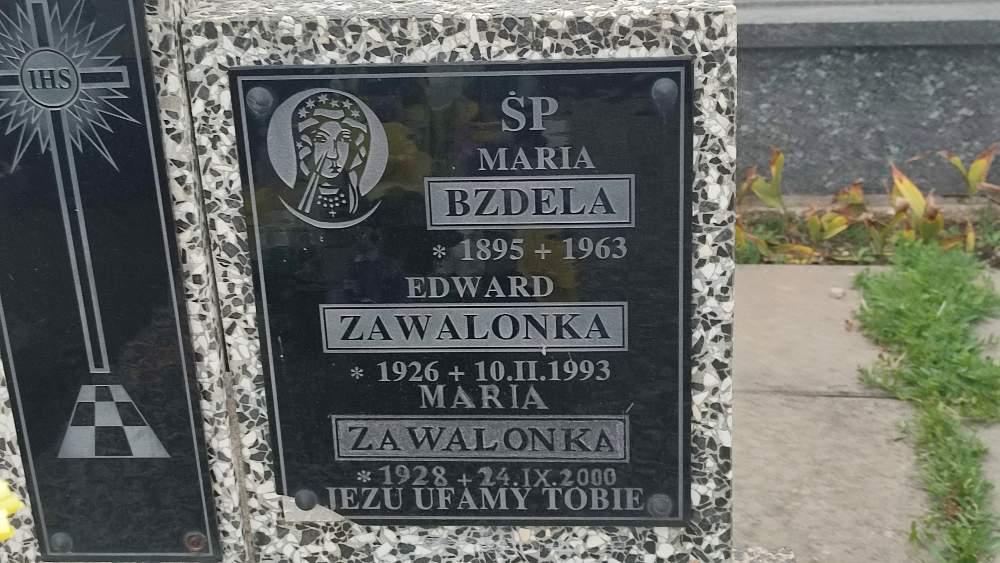 IHS
ŚP
MARIA
BZDELA
* 1895 + 1963
EDWARD
ZAWALONKA
* 1926 + 10.II.1993
MARIA
ZAWALONKA
* 1928 + 24.IX.2000
JEZU UFAMY TOBIE